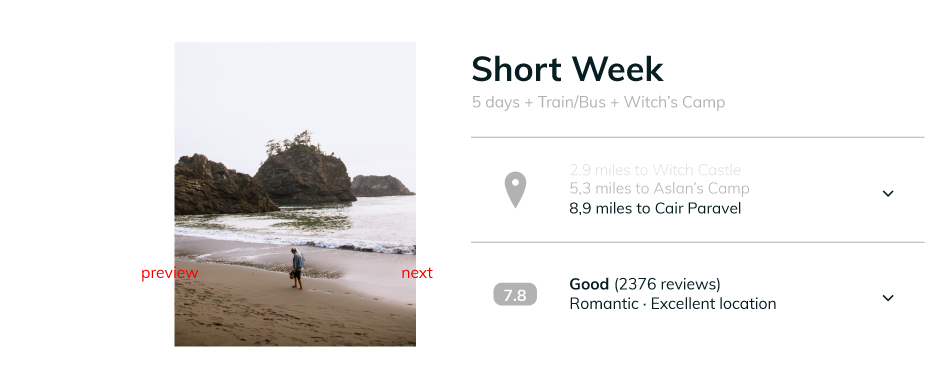 Short Week
5 days + Train/Bus + Witch's Camp
2.9 miles to Witch Castle
5,3 miles to Aslan's Camp
8,9 miles to Cair Paravel
preview
next
7.8
Good (2376 reviews)
Romantic · Excellent location